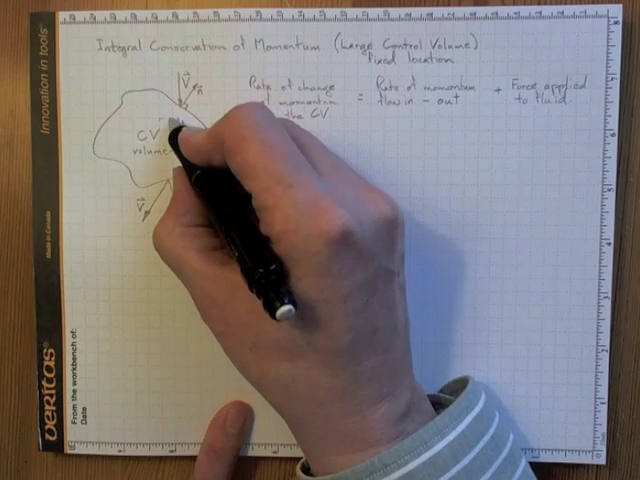 Integral Conservation of Momentum (Large Control Volume)
fixed location
Rate of change = Rate of momentum + Force applied
momentum flow in - out to fluid.
the CV
V
n
CV
volume
V
Innovation in tools
Made in Canada
veritas
From the workbench of:
Date